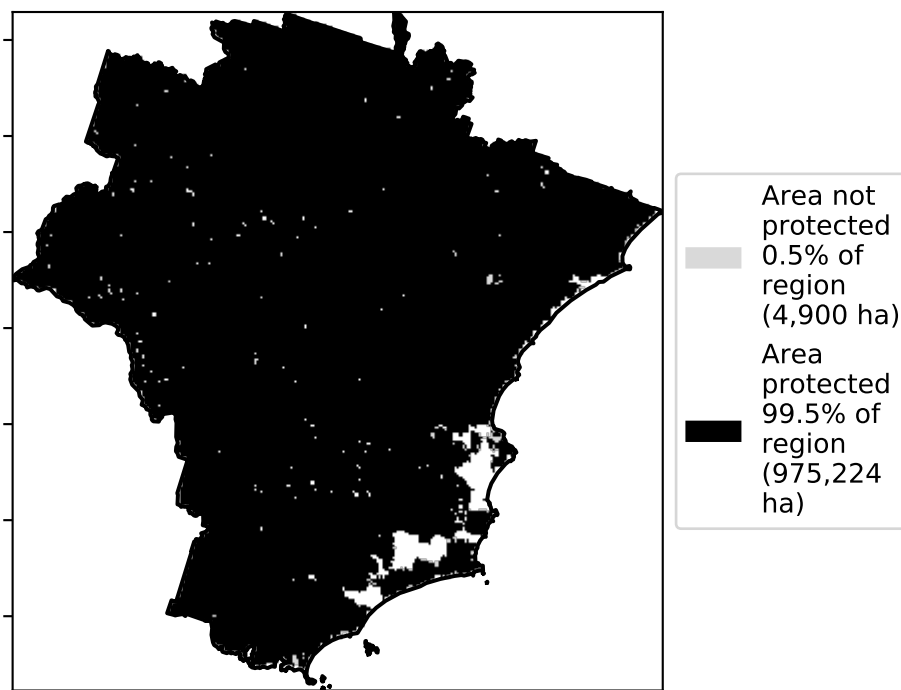 Area not
protected
0.5% of
region
(4,900 ha)
Area
protected
99.5% of
region
(975,224
ha)